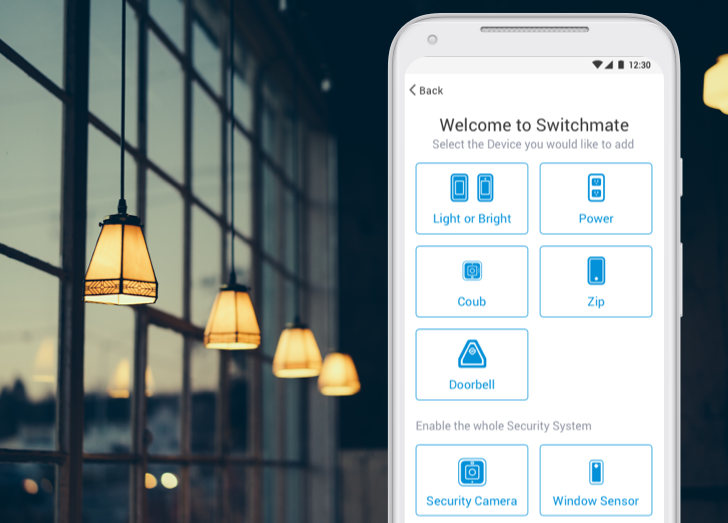 12:30
Back
Welcome to Switchmate
Select the Device you would like to add
Light or Bright
Power
Coub
Zip
Doorbell
Enable the whole Security System
Security Camera
Window Sensor